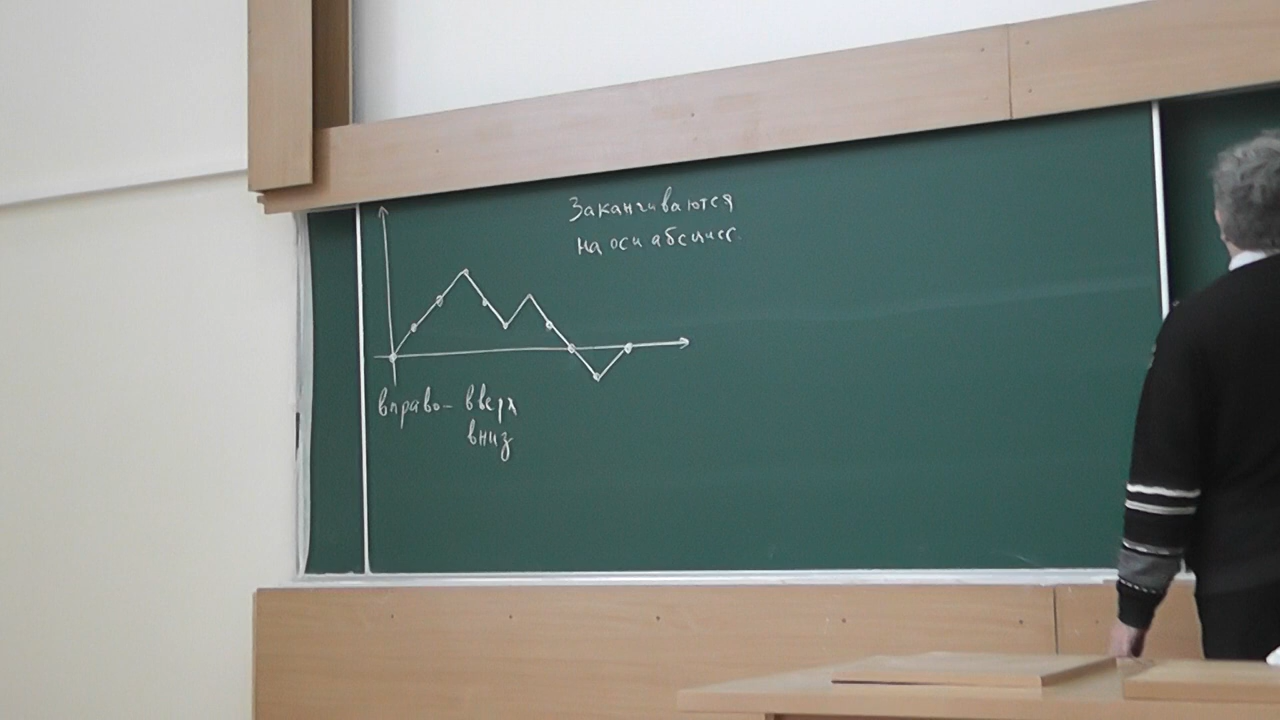 Заканчиваются
на оси абсцисс.
вправо – вверх
вниз